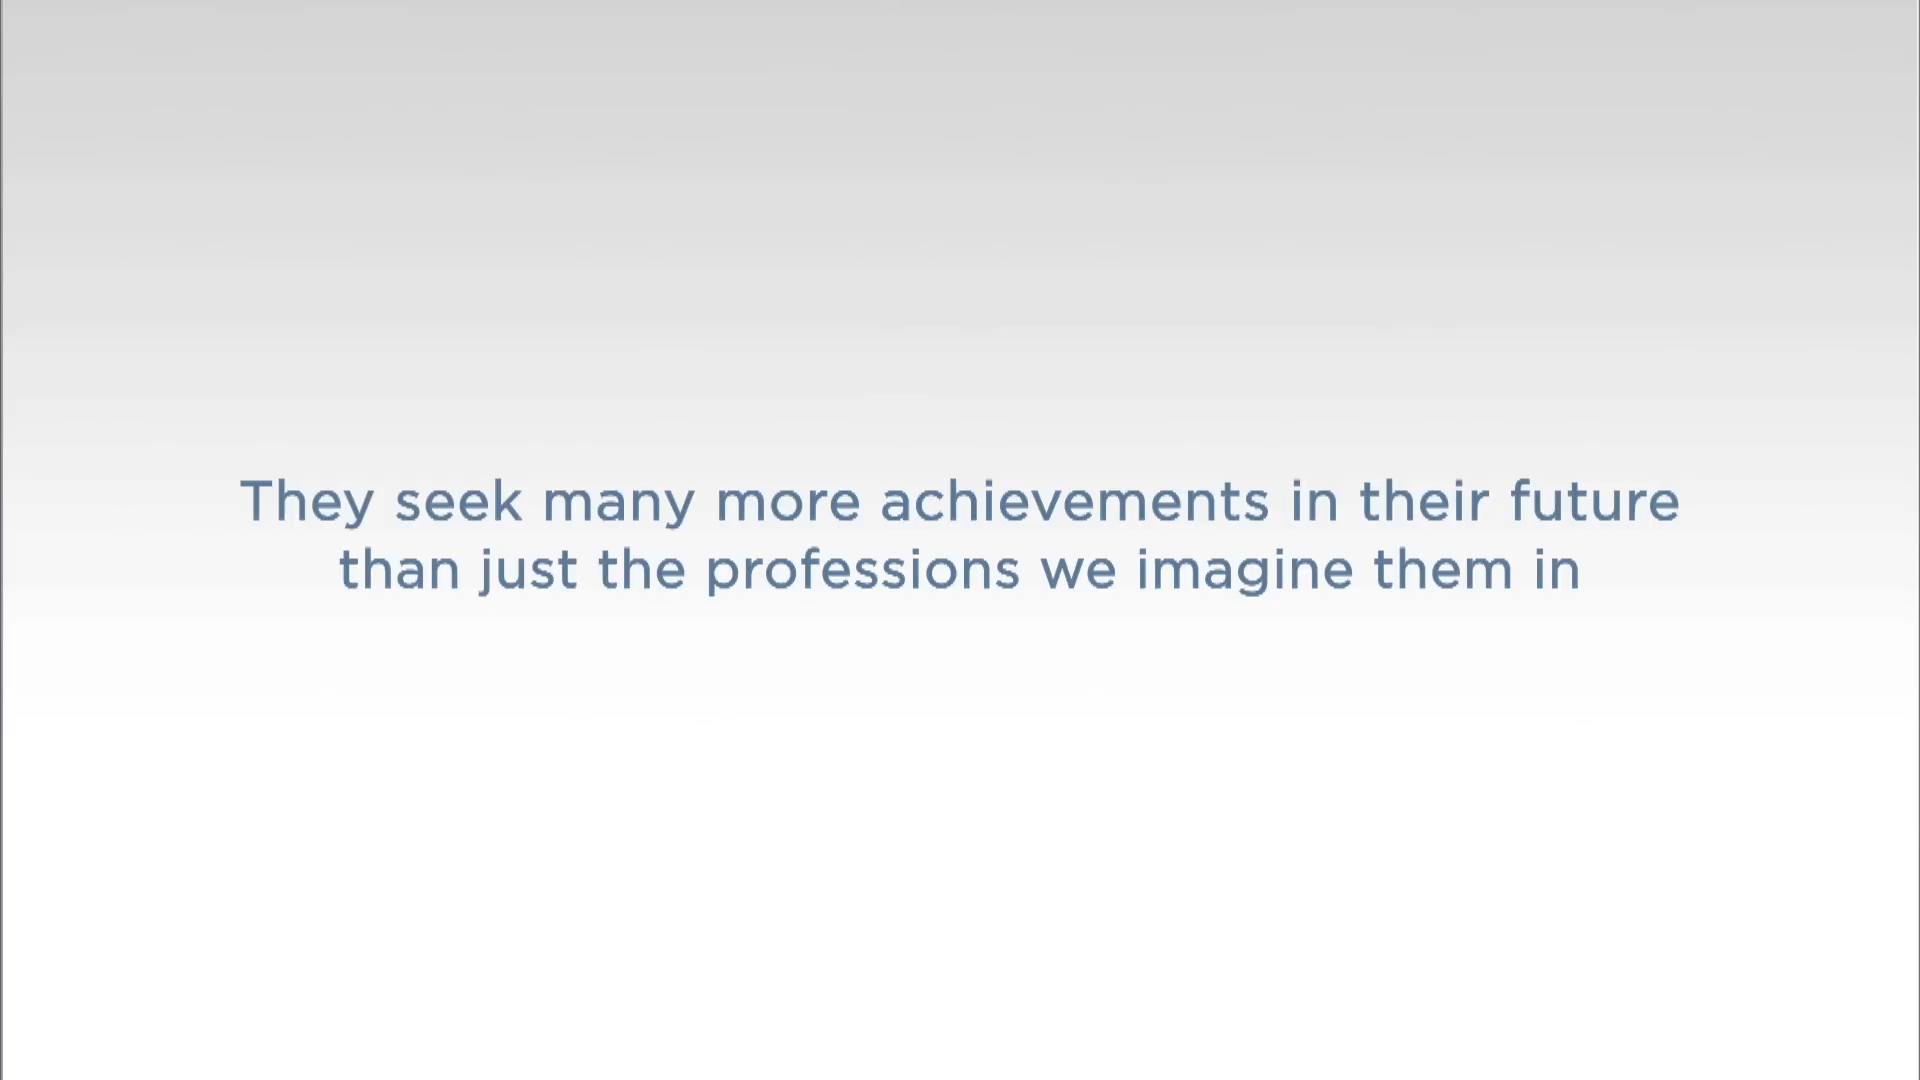 They seek many more achievements in their future
than just the professions we imagine them in